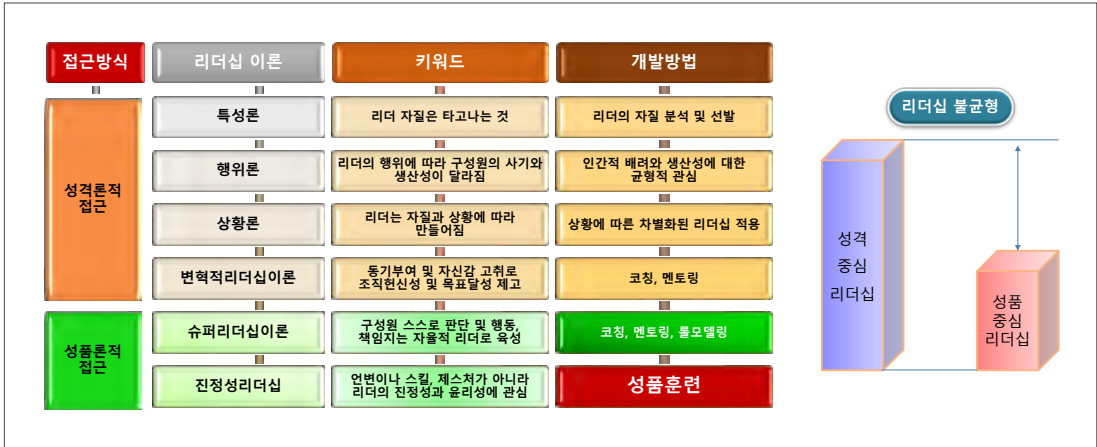 접근방식
리더십 이론
키워드
개발방법
성격론적
접근
특성론
리더 자질은 타고나는 것
리더의 자질 분석 및 선발
행위론
리더의 행위에 따라 구성원의 사기와
생산성이 달라짐
인간적 배려와 생산성에 대한
균형적 관심
상황론
리더는 자질과 상황에 따라
만들어짐
상황에 따른 차별화된 리더십 적용
변혁적리더십이론
동기부여 및 자신감 고취로
조직헌신성 및 목표달성 제고
코칭, 멘토링
성품론적
접근
슈퍼리더십이론
구성원 스스로 판단 및 행동,
책임지는 자율적 리더로 육성
코칭, 멘토링, 롤모델링
진정성리더십
언변이나 스킬, 제스처가 아니라
리더의 진정성과 윤리성에 관심
성품훈련
리더십 불균형
성격
중심
리더십
성품
중심
리더십